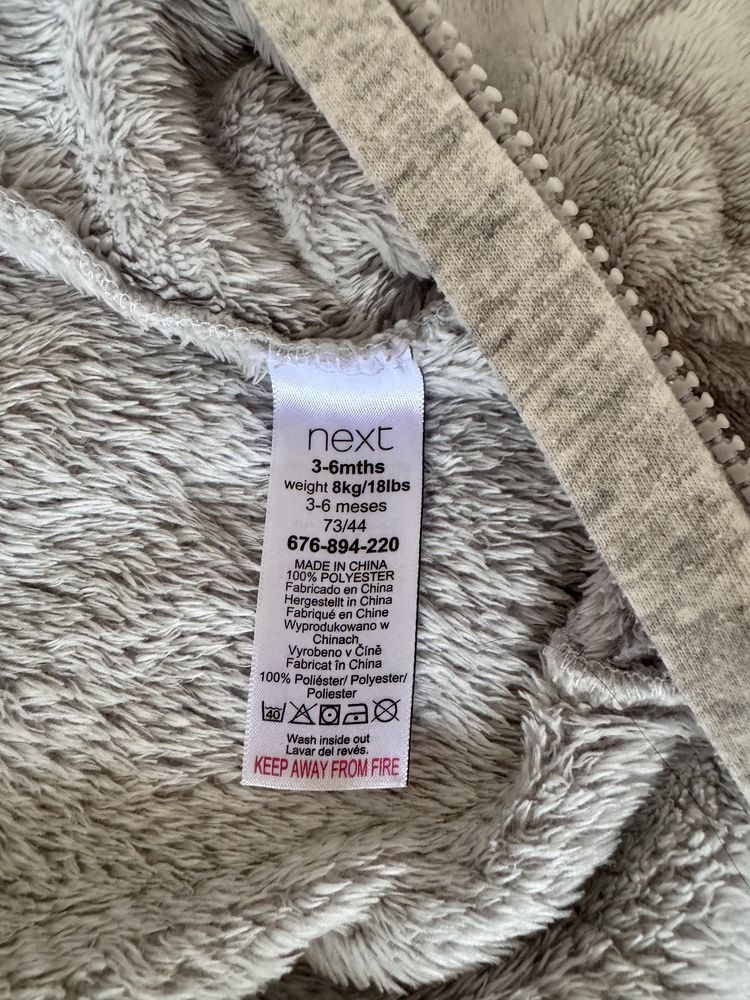 next
3-6mths
weight 8kg/18lbs
3-6 meses
73/44
676-894-220
MADE IN CHINA
100% POLYESTER
Fabricado en China
Hergestellt in China
Fabriqué en Chine
Wyprodukowano w
Chinach
Vyrobeno v Číně
Fabricat în China
100% Poliéster/ Polyester/
Poliester
40
Wash inside out
Lavar del revés.
KEEP AWAY FROM FIRE